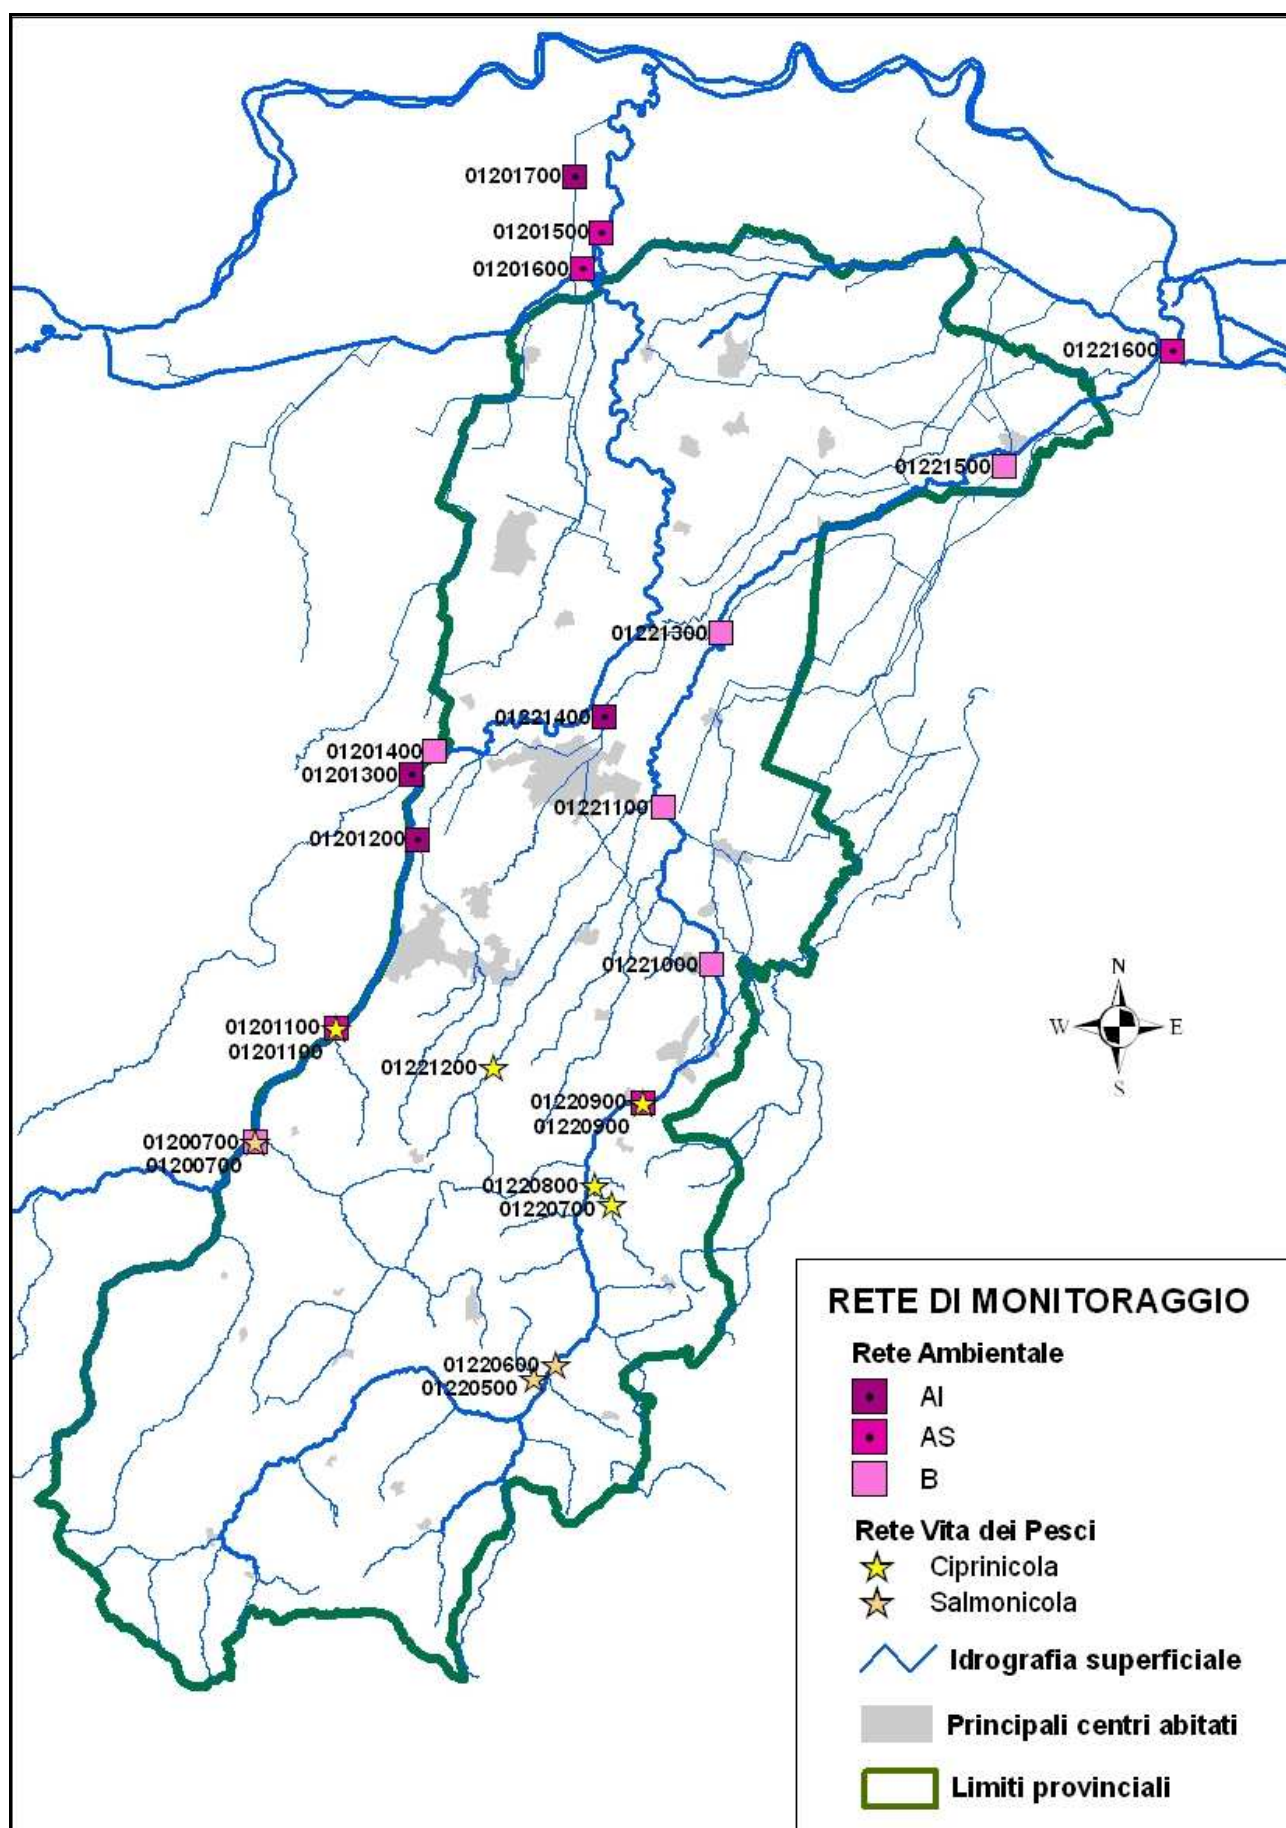 01201700
01201500
01201600
01221600
01221500
01221300
01221400
01201400
01201300
01221100
01201200
01221000
01201100
01201100
01221200
01220900
01220900
01200700
01200700
01220800
01220700
01220600
01220500
N
W E
S
RETE DI MONITORAGGIO
Rete Ambientale
AI
AS
B
Rete Vita dei Pesci
Ciprinicola
Salmonicola
Idrografia superficiale
Principali centri abitati
Limiti provinciali